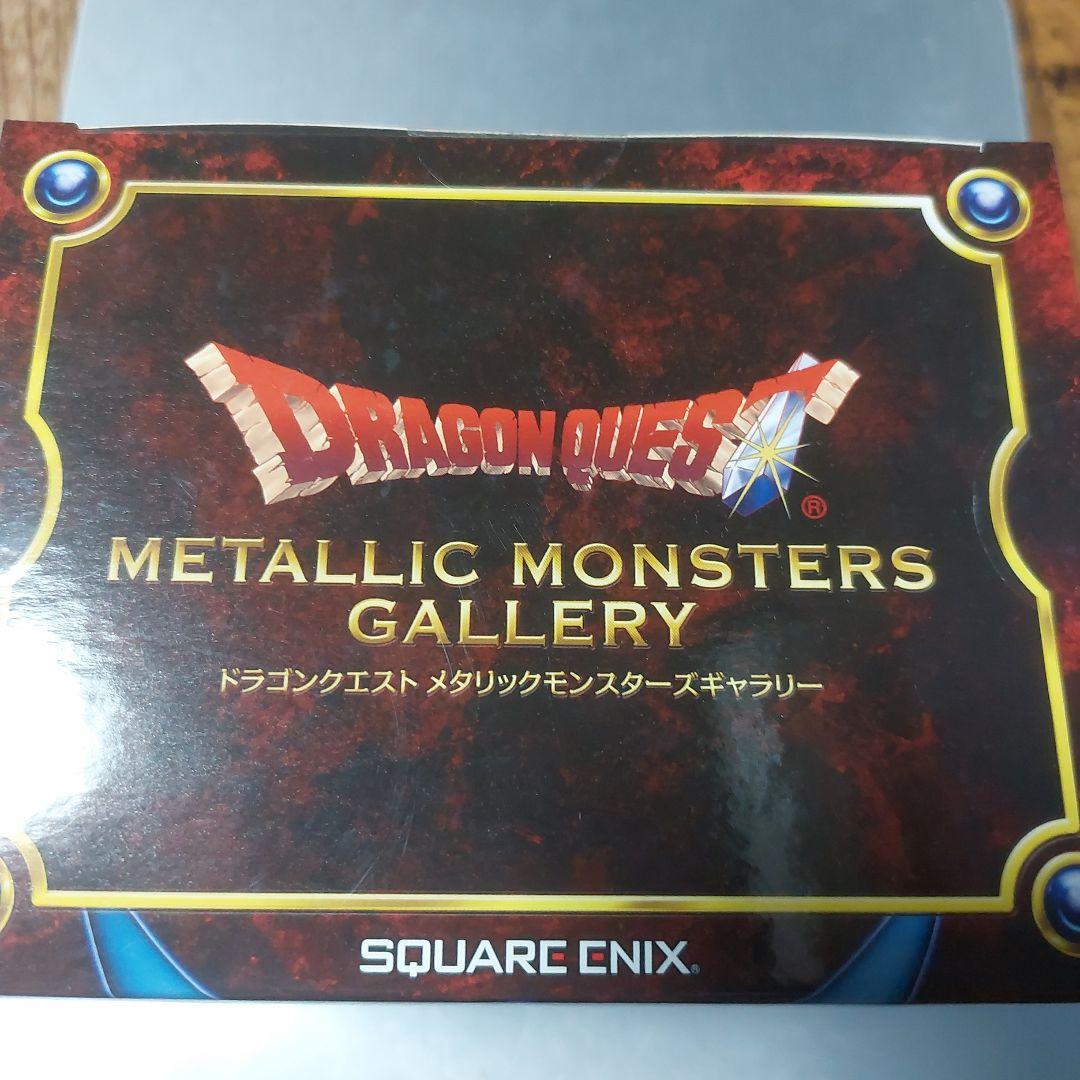 DRAGON QUEST®
METALLIC MONSTERS
GALLERY
ドラゴンクエスト メタリックモンスターズギャラリー
SQUARE ENIX®